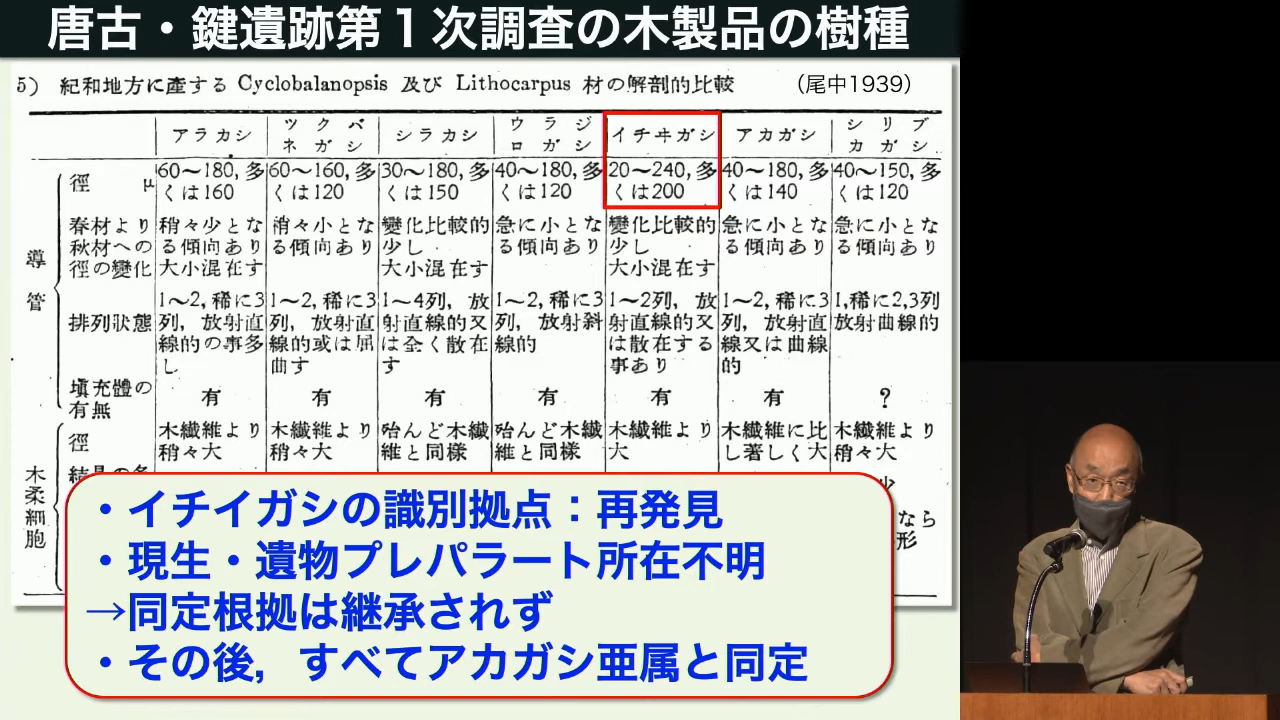 唐古・鍵遺跡第1次調査の木製品の樹種
5) 紀和地方に產する Cyclobalanopsis 及び Lithocarpus 材の解剖的比較 (尾中1939)
アラカシ ツクバネガシ シラカシ ウラジロガシ イチヰガシ アカガシ シリブカガシ
導管
徑 μ 60〜180, 多くは160 60〜160, 多くは120 30〜180, 多くは150 40〜180, 多くは120 20〜240, 多くは200 40〜180, 多くは140 40〜150, 多くは120
春材より秋材への徑の變化 稍々少となる傾向あり大小混在す 稍々小となる傾向あり 變化比較的少し大小混在す 急に小となる傾向あり 變化比較的少し大小混在す 急に小となる傾向あり 急に小となる傾向あり
排列狀態 1〜2, 稀に3列, 放射直線的の事多し 1〜2, 稀に3列, 放射直線的或は屈曲す 1〜4列, 放射直線的又は全く散在す 1〜2, 稀に3列, 放射斜線的 1〜2列, 放射直線的又は散在する事あり 1〜2, 稀に3列, 放射直線又は曲線的 1,稀に2,3列放射曲線的
塡充體の有無 有 有 有 有 有 有 ?
木柔細胞
徑 木纖維より稍々大 木纖維より稍々大 殆んど木纖維と同樣 殆んど木纖維と同樣 木纖維より大 木纖維に比し著しく大 木纖維より稍々大
なら
形
・イチイガシの識別拠点：再発見
・現生・遺物プレパラート所在不明
→同定根拠は継承されず
・その後，すべてアカガシ亜属と同定